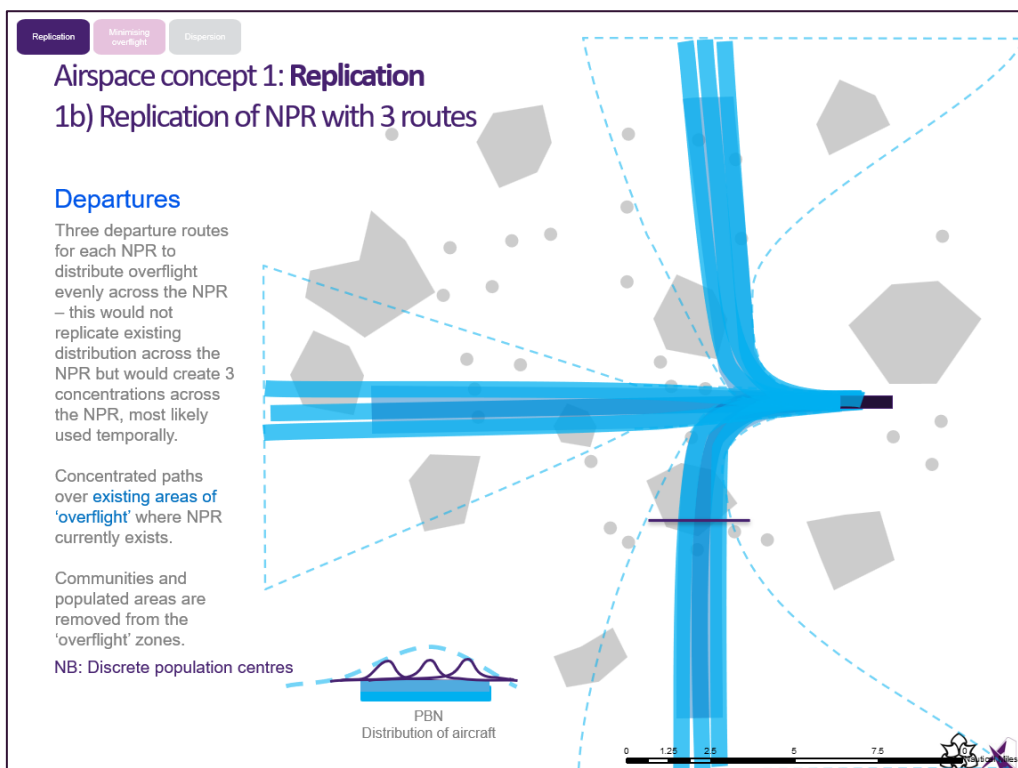 Replication
Minimising
overflight
Dispersion
Airspace concept 1: Replication
1b) Replication of NPR with 3 routes
Departures
Three departure routes
for each NPR to
distribute overflight
evenly across the NPR
– this would not
replicate existing
distribution across the
NPR but would create 3
concentrations across
the NPR, most likely
used temporally.
Concentrated paths
over existing areas of
‘overflight’ where NPR
currently exists.
Communities and
populated areas are
removed from the
‘overflight’ zones.
NB: Discrete population centres
PBN
Distribution of aircraft
0 1.25 2.5 5 7.5
Nautical Miles